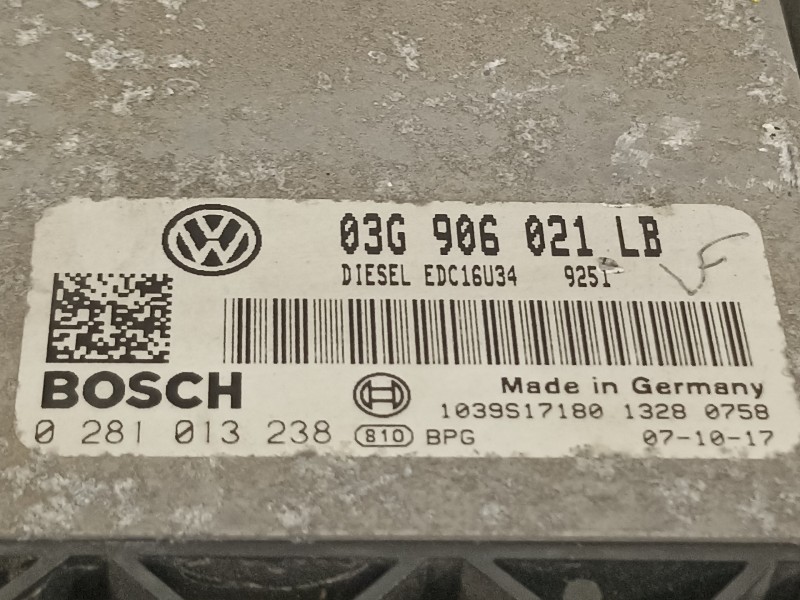 03G 906 021 LB
DIESEL EDC16U34 9251
LF
BOSCH
Made in Germany
1039S17180 1328 0758
0 281 013 238 810 BPG 07-10-17